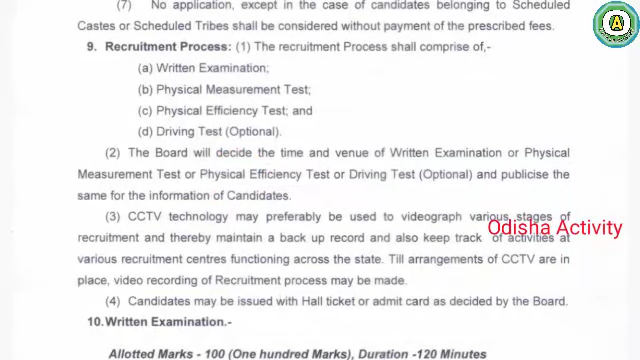 (7) No application, except in the case of candidates belonging to Scheduled
Castes or Scheduled Tribes shall be considered without payment of the prescribed fees.
9. Recruitment Process: (1) The recruitment Process shall comprise of,-
(a) Written Examination;
(b) Physical Measurement Test;
(c) Physical Efficiency Test; and
(d) Driving Test (Optional).
(2) The Board will decide the time and venue of Written Examination or Physical
Measurement Test or Physical Efficiency Test or Driving Test (Optional) and publicise the
same for the information of Candidates.
(3) CCTV technology may preferably be used to videograph various stages of
recruitment and thereby maintain a back up record and also keep track of activities at
Odisha Activity
various recruitment centres functioning across the state. Till arrangements of CCTV are in
place, video recording of Recruitment process may be made.
(4) Candidates may be issued with Hall ticket or admit card as decided by the Board.
10. Written Examination.-
Allotted Marks - 100 (One hundred Marks), Duration -120 Minutes